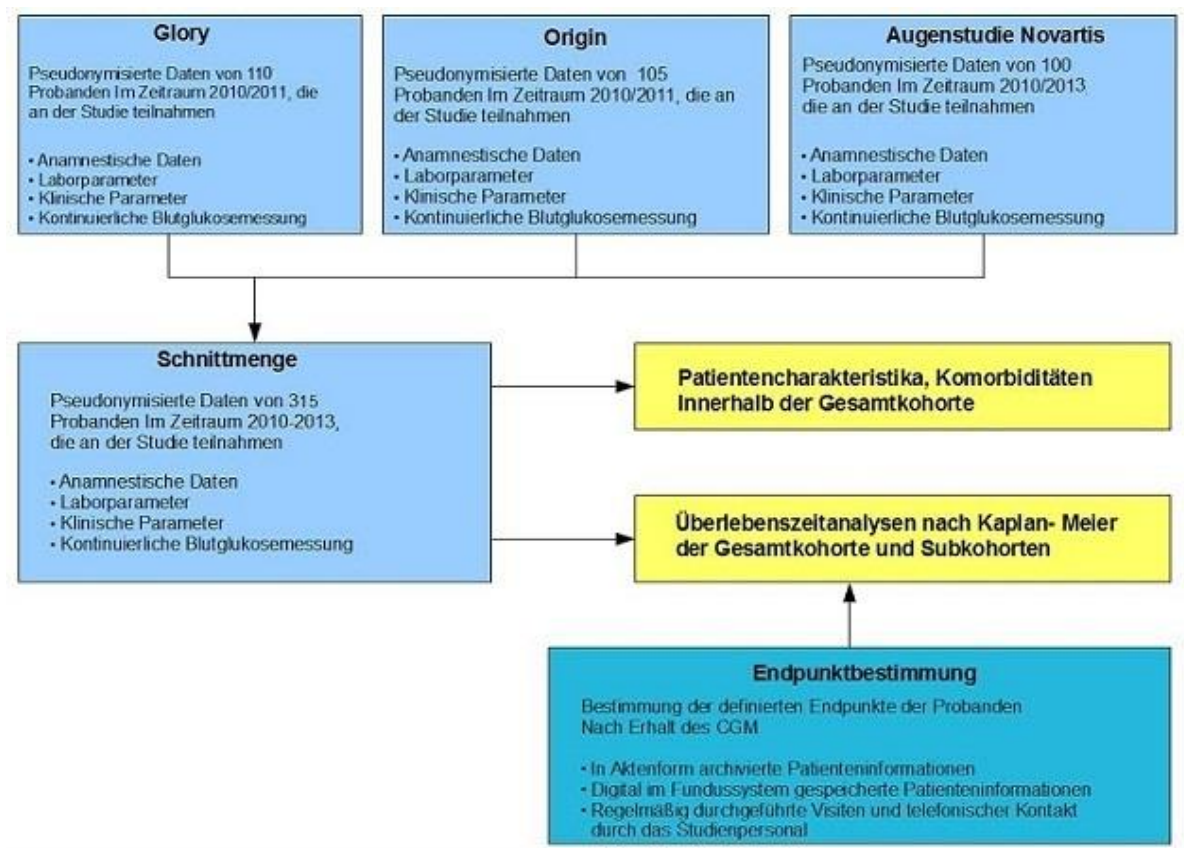 Glory
Pseudonymisierte Daten von 110
Probanden Im Zeitraum 2010/2011, die
an der Studie teilnahmen
• Anamnestische Daten
• Laborparameter
• Klinische Parameter
• Kontinuierliche Blutglukosemessung
Origin
Pseudonymisierte Daten von 105
Probanden Im Zeitraum 2010/2011, die an
der Studie teilnahmen
• Anamnestische Daten
• Laborparameter
• Klinische Parameter
• Kontinuierliche Blutglukosemessung
Augenstudie Novartis
Pseudonymisierte Daten von 100
Probanden Im Zeitraum 2010/2013
die an der Studie teilnahmen
• Anamnestische Daten
• Laborparameter
• Klinische Parameter
• Kontinuierliche Blutglukosemessung
Schnittmenge
Pseudonymisierte Daten von 315
Probanden Im Zeitraum 2010-2013,
die an der Studie teilnahmen
• Anamnestische Daten
• Laborparameter
• Klinische Parameter
• Kontinuierliche Blutglukosemessung
Patientencharakteristika, Komorbiditäten
Innerhalb der Gesamtkohorte
Überlebenszeitanalysen nach Kaplan- Meier
der Gesamtkohorte und Subkohorten
Endpunktbestimmung
Bestimmung der definierten Endpunkte der Probanden
Nach Erhalt des CGM
• In Aktenform archivierte Patienteninformationen
• Digital im Fundussystem gespeicherte Patienteninformationen
• Regelmäßig durchgeführte Visiten und telefonischer Kontakt
durch das Studienpersonal